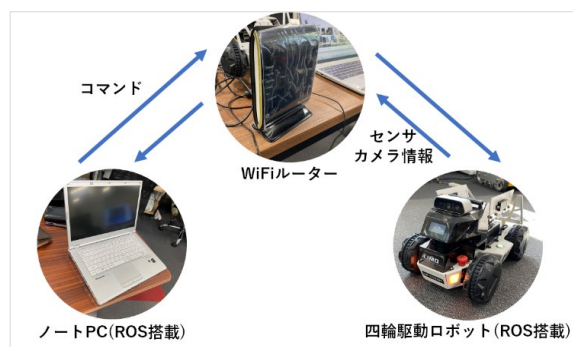 コマンド
センサ
カメラ情報
WiFiルーター
ノートPC(ROS搭載)
四輪駆動ロボット(ROS搭載)